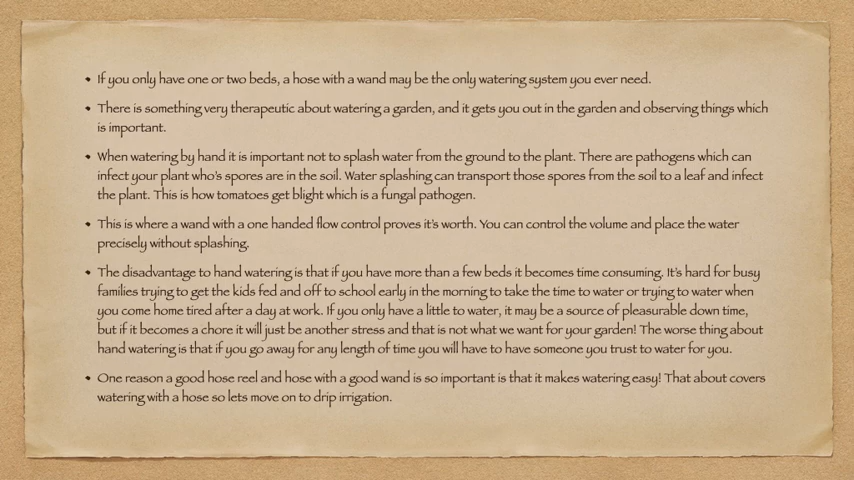 • If you only have one or two beds, a hose with a wand may be the only watering system you ever need.
• There is something very therapeutic about watering a garden, and it gets you out in the garden and observing things which
is important.
• When watering by hand it is important not to splash water from the ground to the plant. There are pathogens which can
infect your plant who's spores are in the soil. Water splashing can transport those spores from the soil to a leaf and infect
the plant. This is how tomatoes get blight which is a fungal pathogen.
• This is where a wand with a one handed flow control proves it's worth. You can control the volume and place the water
precisely without splashing.
• The disadvantage to hand watering is that if you have more than a few beds it becomes time consuming. It's hard for busy
families trying to get the kids fed and off to school early in the morning to take the time to water or trying to water when
you come home tired after a day at work. If you only have a little to water, it may be a source of pleasurable down time,
but if it becomes a chore it will just be another stress and that is not what we want for your garden! The worse thing about
hand watering is that if you go away for any length of time you will have to have someone you trust to water for you.
• One reason a good hose reel and hose with a good wand is so important is that it makes watering easy! That about covers
watering with a hose so lets move on to drip irrigation.